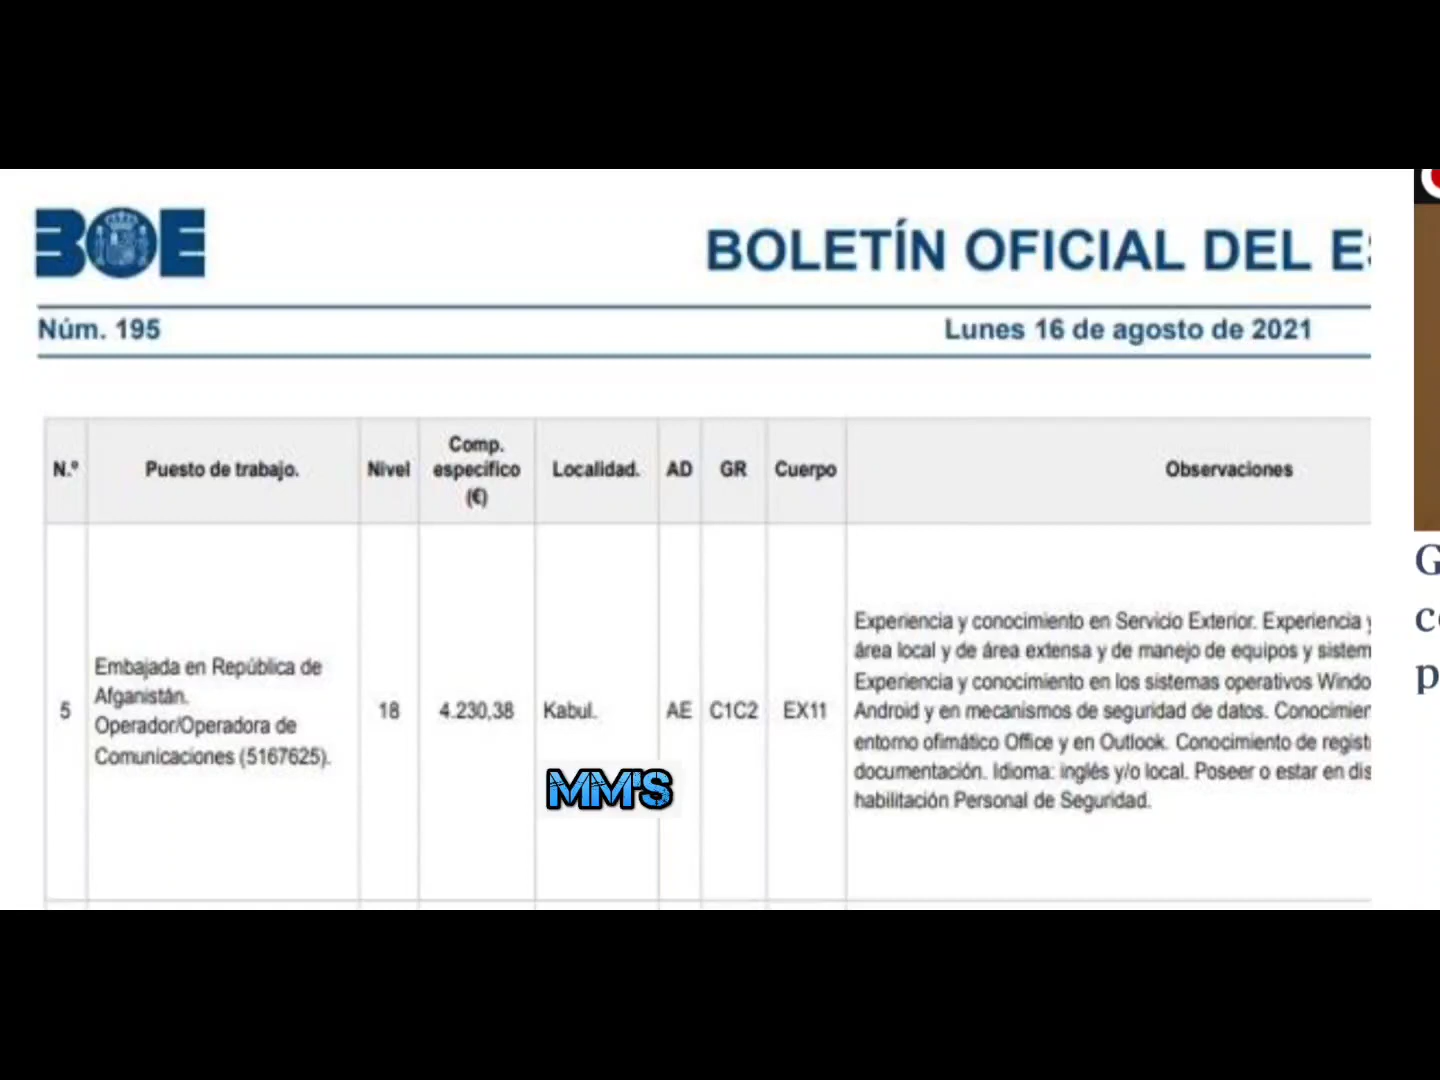 BOE
BOLETÍN OFICIAL DEL
Núm. 195
Lunes 16 de agosto de 2021
N.º
Puesto de trabajo.
Nivel
Comp.
específico
(€)
Localidad.
AD
GR
Cuerpo
Observaciones
5
Embajada en República de
Afganistán.
Operador/Operadora de
Comunicaciones (5167625).
18
4.230,38
Kabul.
AE
C1C2
EX11
Experiencia y conocimiento en Servicio Exterior. Experiencia y
área local y de área extensa y de manejo de equipos y sistem
Experiencia y conocimiento en los sistemas operativos Windo
Android y en mecanismos de seguridad de datos. Conocimien
entorno ofimático Office y en Outlook. Conocimiento de regist
documentación. Idioma: inglés y/o local. Poseer o estar en dis
habilitación Personal de Seguridad.
MM'S